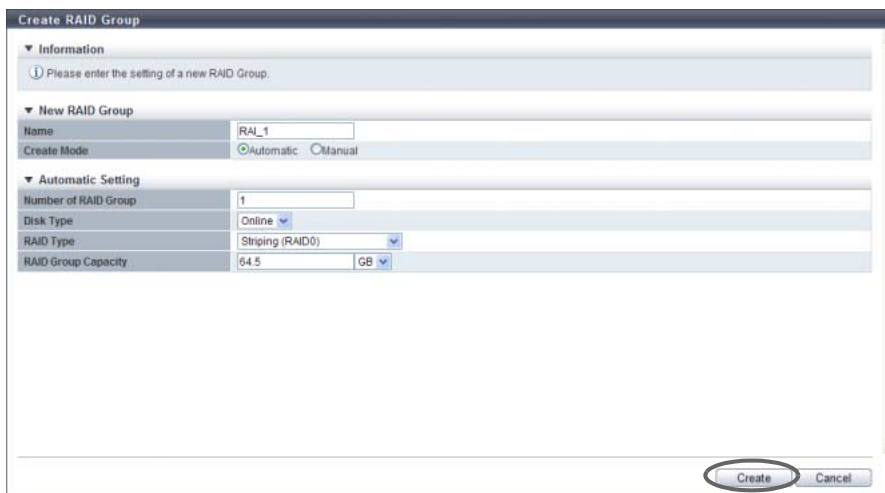 Create RAID Group
▼ Information
Please enter the setting of a new RAID Group.
▼ New RAID Group
Name RAI_1
Create Mode Automatic Manual
▼ Automatic Setting
Number of RAID Group 1
Disk Type Online
RAID Type Striping (RAID0)
RAID Group Capacity 64.5 GB
Create Cancel